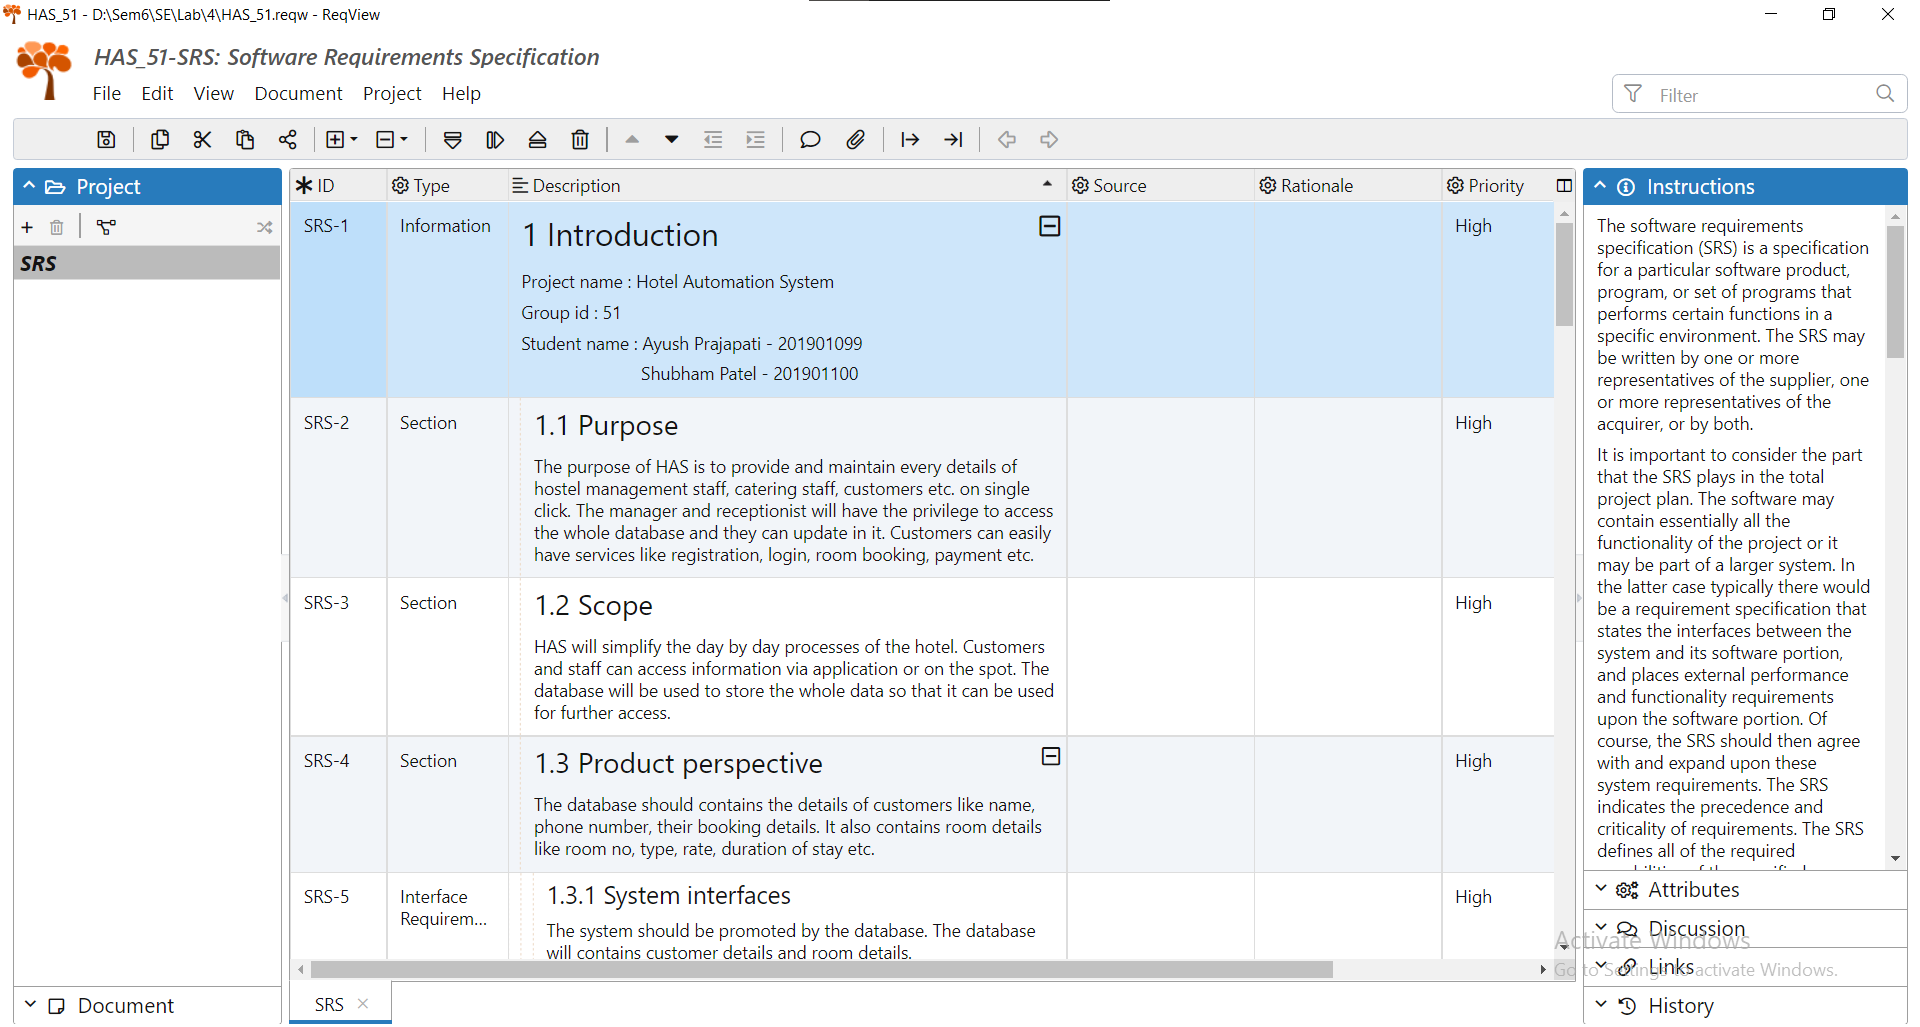 HAS_51 - D:\Sem6\SE\Lab\4\HAS_51.reqw - ReqView
HAS_51-SRS: Software Requirements Specification
File Edit View Document Project Help
Filter
Project
SRS
Document
ID Type Description Source Rationale Priority
SRS-1 Information 1 Introduction High
Project name : Hotel Automation System
Group id : 51
Student name : Ayush Prajapati - 201901099
Shubham Patel - 201901100
SRS-2 Section 1.1 Purpose High
The purpose of HAS is to provide and maintain every details of
hostel management staff, catering staff, customers etc. on single
click. The manager and receptionist will have the privilege to access
the whole database and they can update in it. Customers can easily
have services like registration, login, room booking, payment etc.
SRS-3 Section 1.2 Scope High
HAS will simplify the day by day processes of the hotel. Customers
and staff can access information via application or on the spot. The
database will be used to store the whole data so that it can be used
for further access.
SRS-4 Section 1.3 Product perspective High
The database should contains the details of customers like name,
phone number, their booking details. It also contains room details
like room no, type, rate, duration of stay etc.
SRS-5 Interface 1.3.1 System interfaces High
Requirem...
The system should be promoted by the database. The database
will contains customer details and room details.
SRS
Instructions
The software requirements
specification (SRS) is a specification
for a particular software product,
program, or set of programs that
performs certain functions in a
specific environment. The SRS may
be written by one or more
representatives of the supplier, one
or more representatives of the
acquirer, or by both.
It is important to consider the part
that the SRS plays in the total
project plan. The software may
contain essentially all the
functionality of the project or it
may be part of a larger system. In
the latter case typically there would
be a requirement specification that
states the interfaces between the
system and its software portion,
and places external performance
and functionality requirements
upon the software portion. Of
course, the SRS should then agree
with and expand upon these
system requirements. The SRS
indicates the precedence and
criticality of requirements. The SRS
defines all of the required
Attributes
Discussion
Activate Windows
Links
Go to Settings to activate Windows.
History